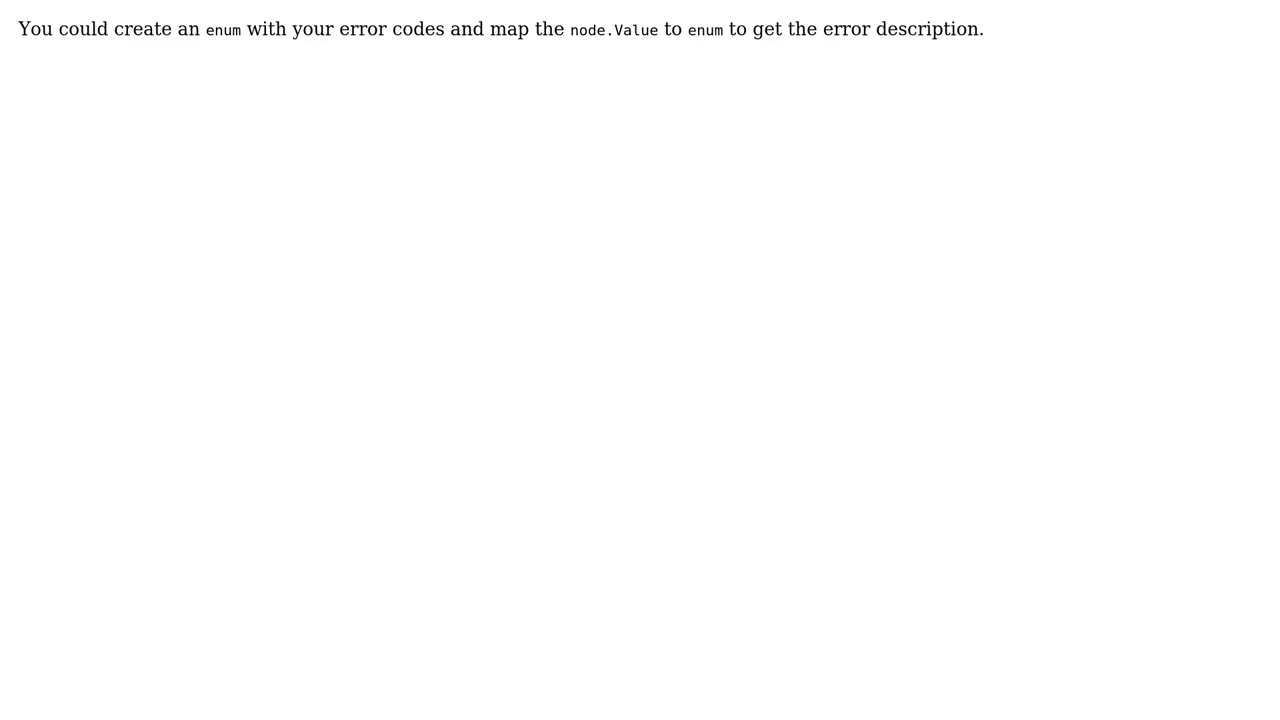 You could create an enum with your error codes and map the node.Value to enum to get the error description.